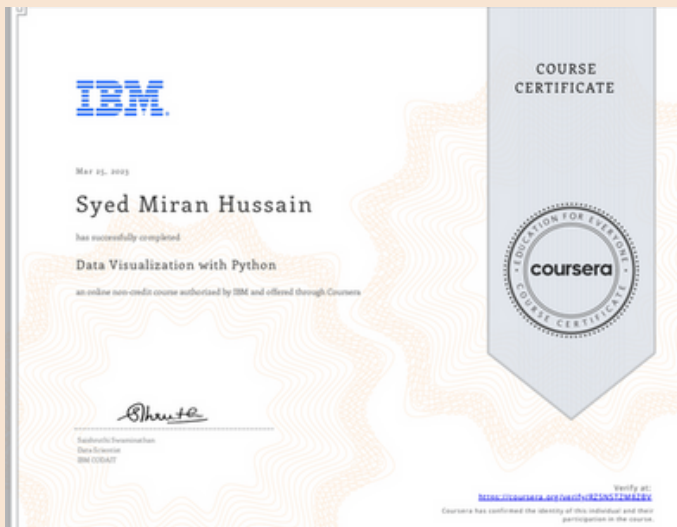 IBM
COURSE
CERTIFICATE
Mar 25, 2023
Syed Miran Hussain
has successfully completed
Data Visualization with Python
an online non-credit course authorized by IBM and offered through Coursera
EDUCATION FOR EVERYONE
coursera
COURSE CERTIFICATE
Saishruthi Swaminathan
Data Scientist
IBM CODAIT
Verify at:
Coursera has confirmed the identity of this individual and their
participation in the course.